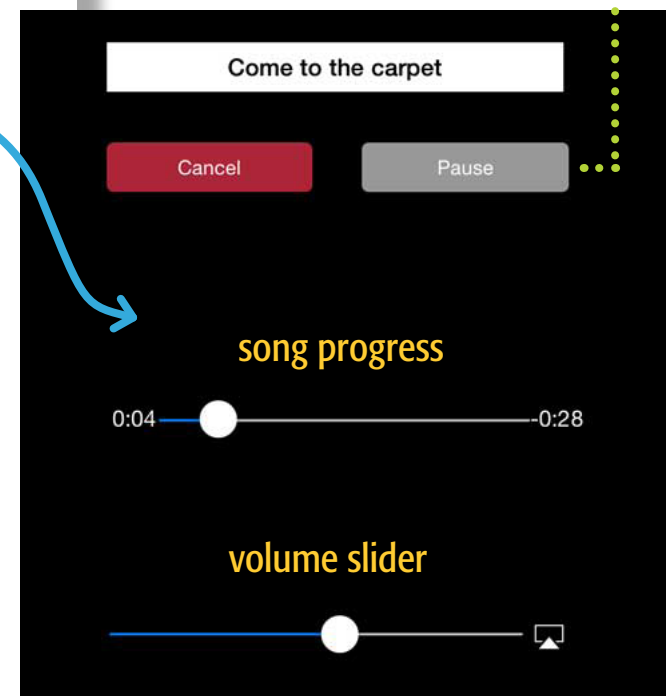 Come to the carpet
Cancel Pause
song progress
0:04 -0:28
volume slider